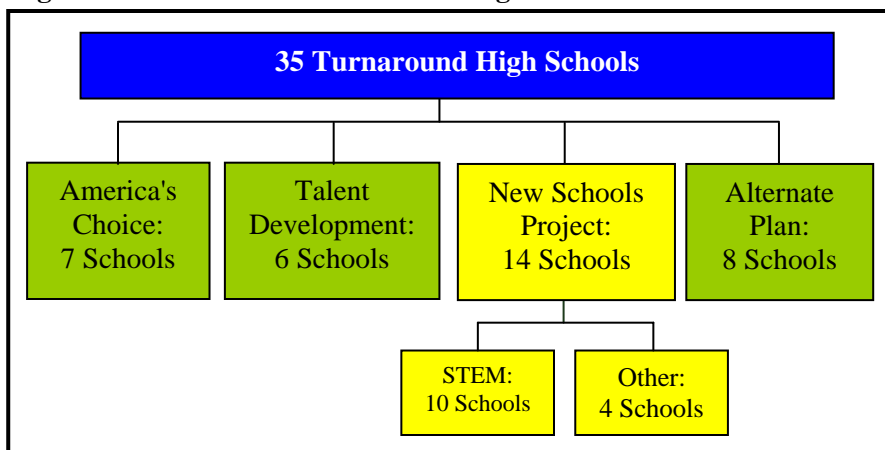 35 Turnaround High Schools
America's
Choice:
7 Schools
Talent
Development:
6 Schools
New Schools
Project:
14 Schools
Alternate
Plan:
8 Schools
STEM:
10 Schools
Other:
4 Schools